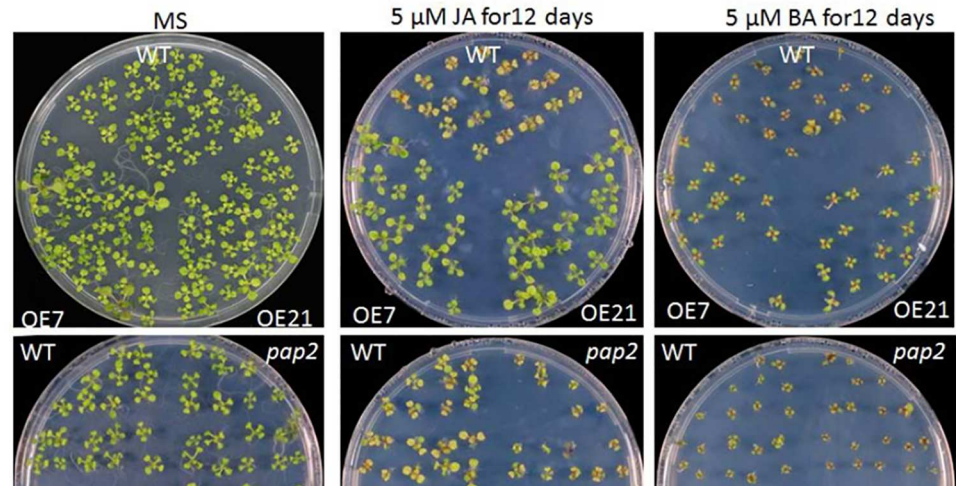 MS
5 µM JA for12 days
5 µM BA for12 days
WT
WT
WT
OE7
OE21
OE7
OE21
OE7
OE21
WT
pap2
WT
pap2
WT
pap2